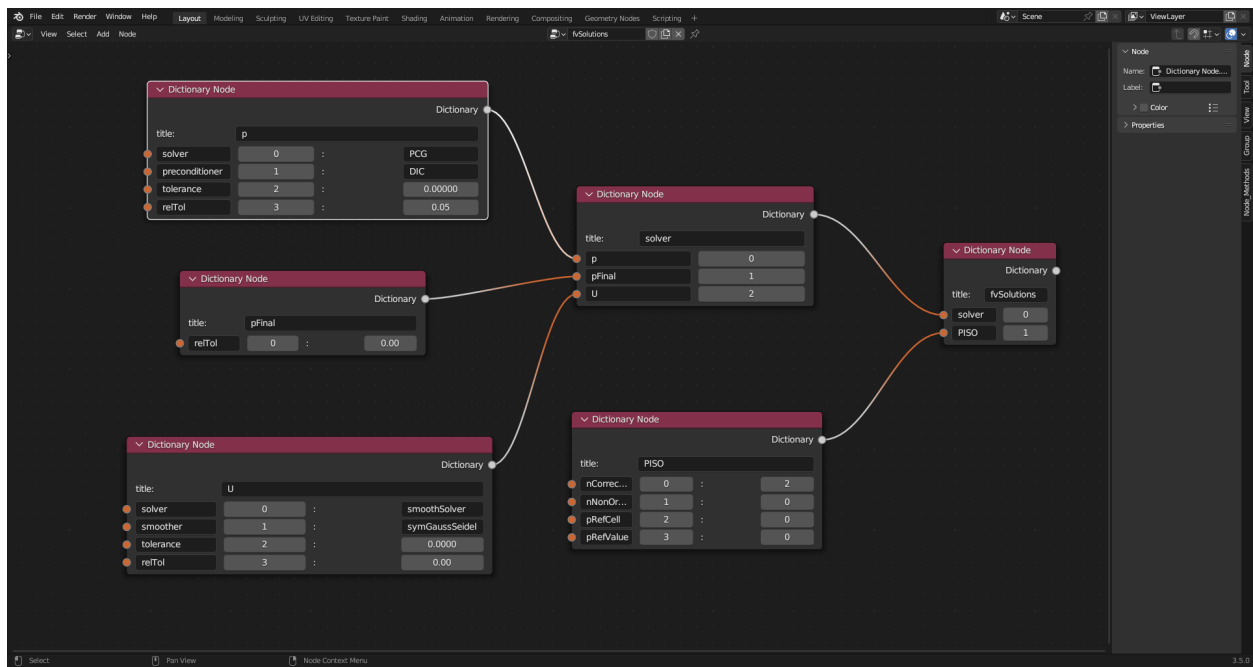 File Edit Render Window Help Layout Modeling Sculpting UV Editing Texture Paint Shading Animation Rendering Compositing Geometry Nodes Scripting + Scene ViewLayer
View Select Add Node fvSolutions
Dictionary Node
Dictionary
title: p
solver 0 : PCG
preconditioner 1 : DIC
tolerance 2 : 0.00000
relTol 3 : 0.05
Dictionary Node
Dictionary
title: pFinal
relTol 0 : 0.00
Dictionary Node
Dictionary
title: U
solver 0 : smoothSolver
smoother 1 : symGaussSeidel
tolerance 2 : 0.0000
relTol 3 : 0.00
Dictionary Node
Dictionary
title: solver
p 0
pFinal 1
U 2
Dictionary Node
Dictionary
title: PISO
nCorrec... 0 : 2
nNonOr... 1 : 0
pRefCell 2 : 0
pRefValue 3 : 0
Dictionary Node
Dictionary
title: fvSolutions
solver 0
PISO 1
Node
Name: Dictionary Node....
Label:
Color
Properties
Node
Tool
View
Group
Node_Methods
Select Pan View Node Context Menu 3.5.0